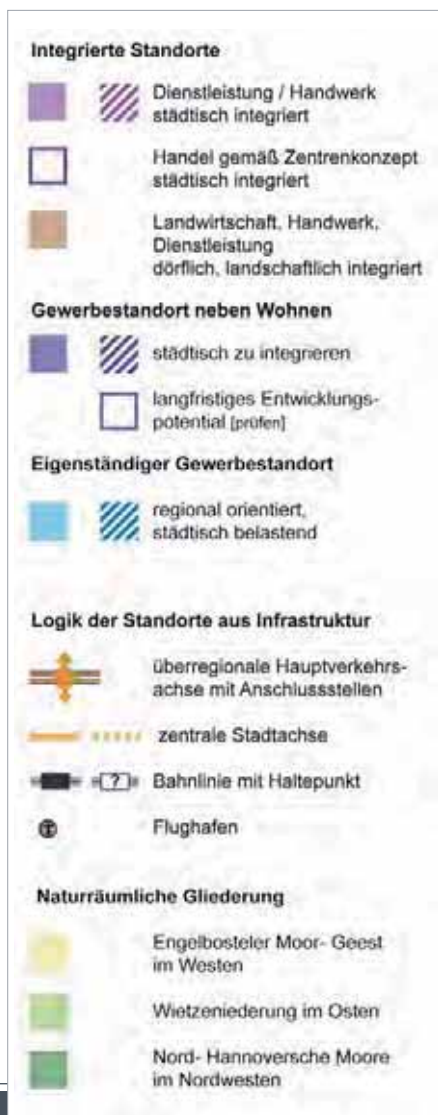 Integrierte Standorte
Dienstleistung / Handwerk
städtisch integriert
Handel gemäß Zentrenkonzept
städtisch integriert
Landwirtschaft, Handwerk,
Dienstleistung
dörflich, landschaftlich integriert
Gewerbestandort neben Wohnen
städtisch zu integrieren
langfristiges Entwicklungs-
potential [prüfen]
Eigenständiger Gewerbestandort
regional orientiert,
städtisch belastend
Logik der Standorte aus Infrastruktur
überregionale Hauptverkehrs-
achse mit Anschlussstellen
zentrale Stadtachse
? Bahnlinie mit Haltepunkt
Flughafen
Naturräumliche Gliederung
Engelbosteler Moor- Geest
im Westen
Wietzeniederung im Osten
Nord- Hannoversche Moore
im Nordwesten